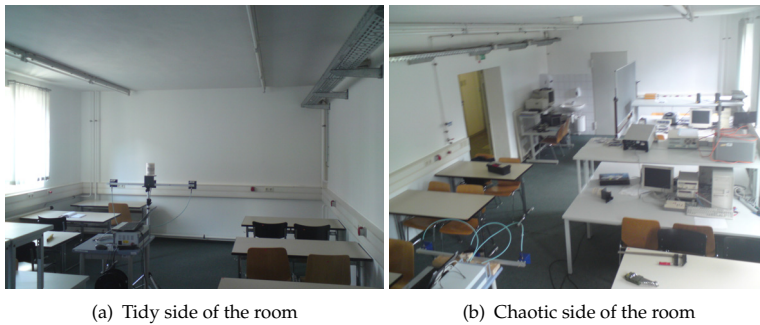 (a) Tidy side of the room
(b) Chaotic side of the room